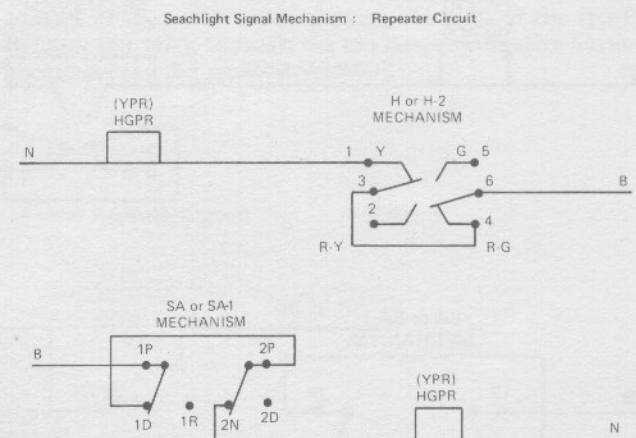 Seachlight Signal Mechanism : Repeater Circuit
(YPR)
HGPR
H or H-2
MECHANISM
N
1 Y G 5
3 6 B
2 4
R-Y R-G
SA or SA-1
MECHANISM
B
1P 2P
1D 1R 2N 2D
(YPR)
HGPR
N